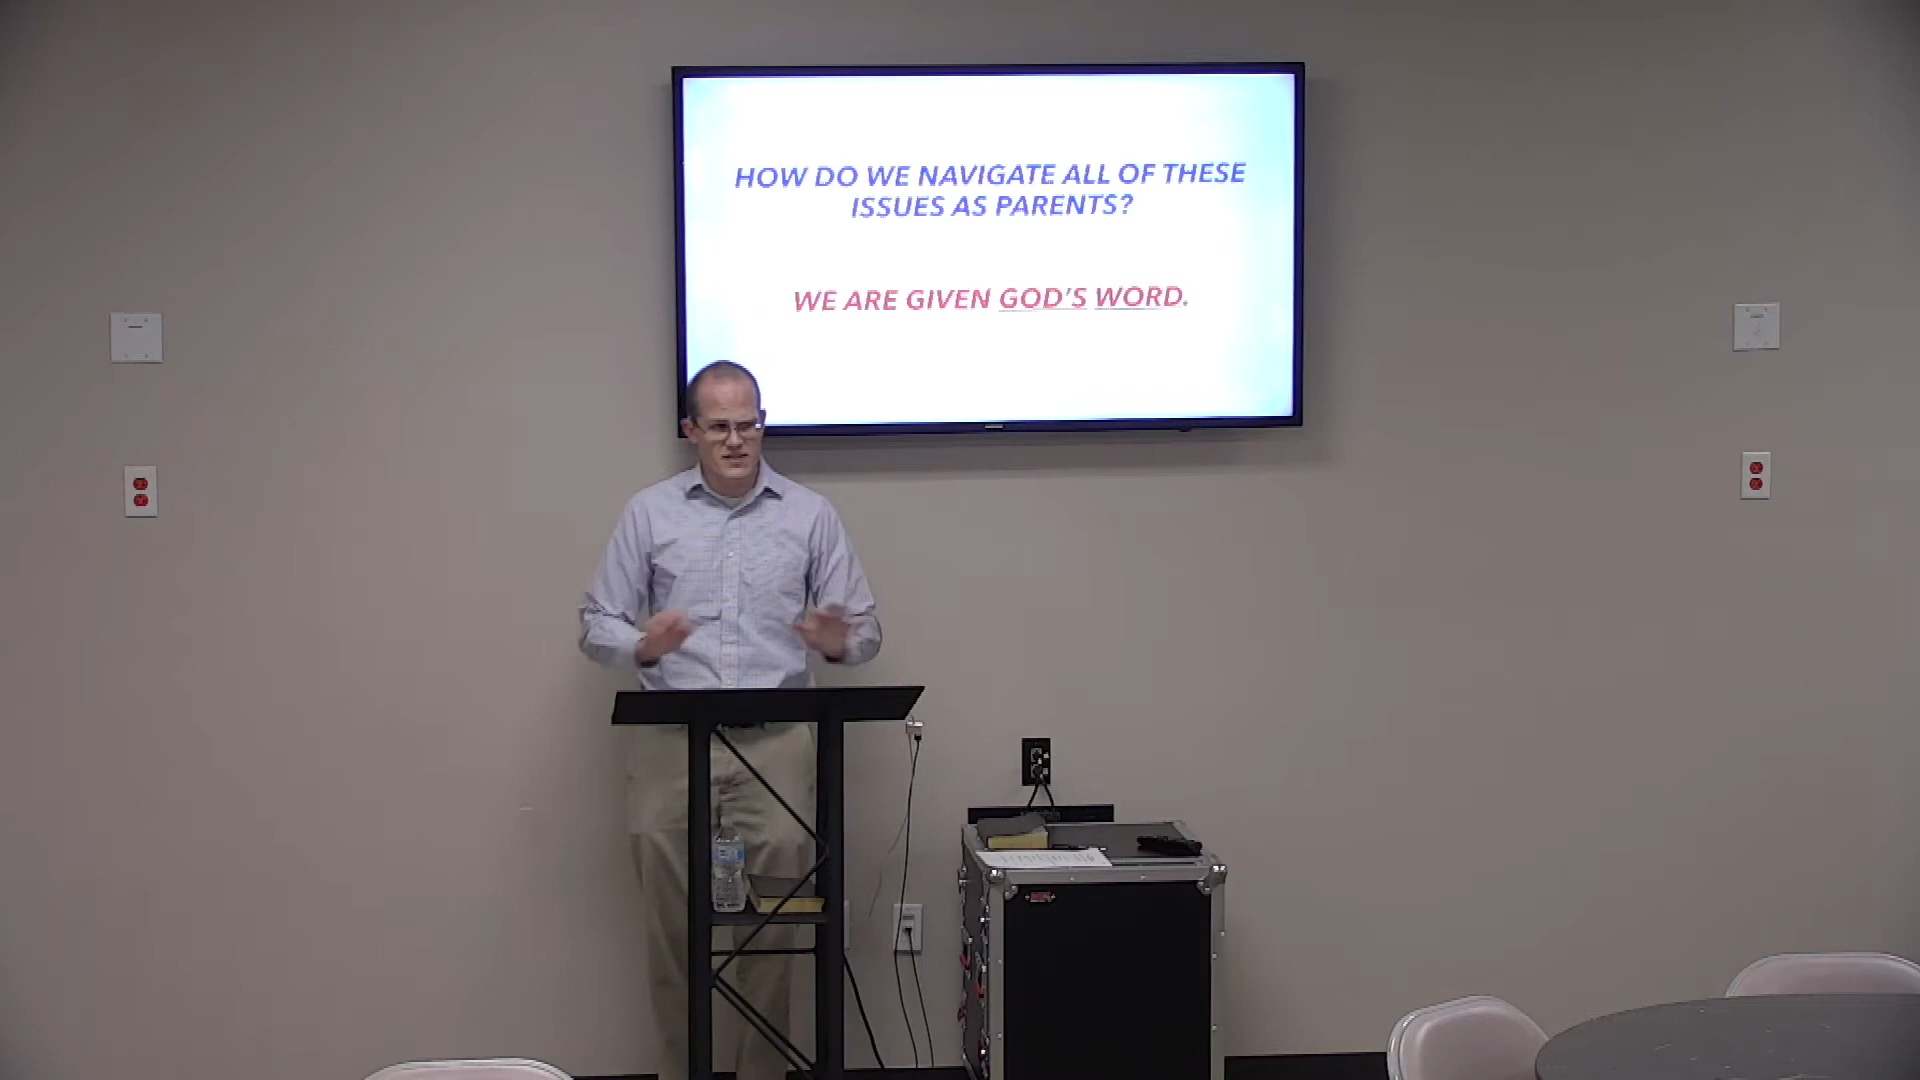 HOW DO WE NAVIGATE ALL OF THESE
ISSUES AS PARENTS?
WE ARE GIVEN GOD'S WORD.